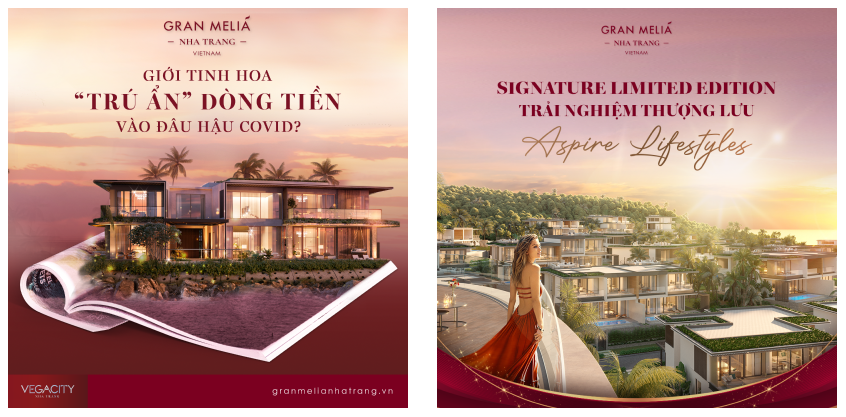 GRAN MELIÁ
NHA TRANG
VIETNAM
GIỚI TINH HOA
“TRÚ ẨN” DÒNG TIỀN
VÀO ĐÂU HẬU COVID?
VEGACITY
NHA TRANG
granmelianhatrang.vn
GRAN MELIÁ
NHA TRANG
VIETNAM
SIGNATURE LIMITED EDITION
TRẢI NGHIỆM THƯỢNG LƯU
Aspire Lifestyles